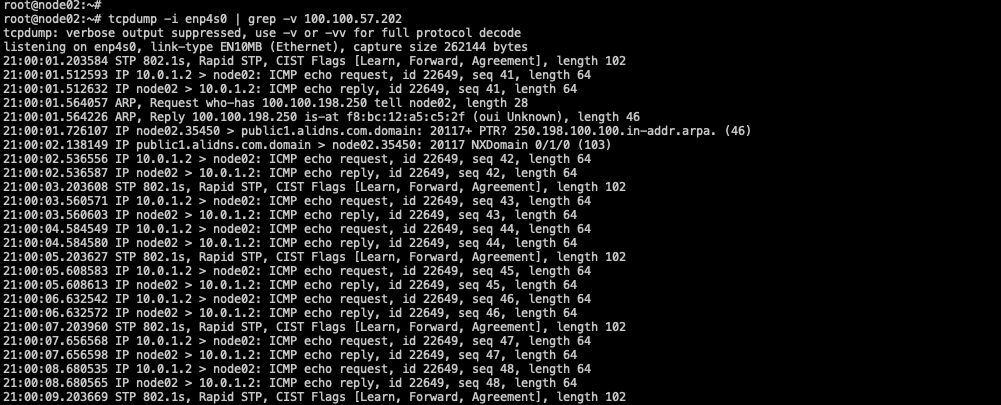 root@node02:~#
root@node02:~# tcpdump -i enp4s0 | grep -v 100.100.57.202
tcpdump: verbose output suppressed, use -v or -vv for full protocol decode
listening on enp4s0, link-type EN10MB (Ethernet), capture size 262144 bytes
21:00:01.203584 STP 802.1s, Rapid STP, CIST Flags [Learn, Forward, Agreement], length 102
21:00:01.512593 IP 10.0.1.2 > node02: ICMP echo request, id 22649, seq 41, length 64
21:00:01.512632 IP node02 > 10.0.1.2: ICMP echo reply, id 22649, seq 41, length 64
21:00:01.564057 ARP, Request who-has 100.100.198.250 tell node02, length 28
21:00:01.564226 ARP, Reply 100.100.198.250 is-at f8:bc:12:a5:c5:2f (oui Unknown), length 46
21:00:01.726107 IP node02.35450 > public1.alidns.com.domain: 20117+ PTR? 250.198.100.100.in-addr.arpa. (46)
21:00:02.138149 IP public1.alidns.com.domain > node02.35450: 20117 NXDomain 0/1/0 (103)
21:00:02.536556 IP 10.0.1.2 > node02: ICMP echo request, id 22649, seq 42, length 64
21:00:02.536587 IP node02 > 10.0.1.2: ICMP echo reply, id 22649, seq 42, length 64
21:00:03.203608 STP 802.1s, Rapid STP, CIST Flags [Learn, Forward, Agreement], length 102
21:00:03.560571 IP 10.0.1.2 > node02: ICMP echo request, id 22649, seq 43, length 64
21:00:03.560603 IP node02 > 10.0.1.2: ICMP echo reply, id 22649, seq 43, length 64
21:00:04.584549 IP 10.0.1.2 > node02: ICMP echo request, id 22649, seq 44, length 64
21:00:04.584580 IP node02 > 10.0.1.2: ICMP echo reply, id 22649, seq 44, length 64
21:00:05.203627 STP 802.1s, Rapid STP, CIST Flags [Learn, Forward, Agreement], length 102
21:00:05.608583 IP 10.0.1.2 > node02: ICMP echo request, id 22649, seq 45, length 64
21:00:05.608613 IP node02 > 10.0.1.2: ICMP echo reply, id 22649, seq 45, length 64
21:00:06.632542 IP 10.0.1.2 > node02: ICMP echo request, id 22649, seq 46, length 64
21:00:06.632572 IP node02 > 10.0.1.2: ICMP echo reply, id 22649, seq 46, length 64
21:00:07.203960 STP 802.1s, Rapid STP, CIST Flags [Learn, Forward, Agreement], length 102
21:00:07.656568 IP 10.0.1.2 > node02: ICMP echo request, id 22649, seq 47, length 64
21:00:07.656598 IP node02 > 10.0.1.2: ICMP echo reply, id 22649, seq 47, length 64
21:00:08.680535 IP 10.0.1.2 > node02: ICMP echo request, id 22649, seq 48, length 64
21:00:08.680565 IP node02 > 10.0.1.2: ICMP echo reply, id 22649, seq 48, length 64
21:00:09.203669 STP 802.1s, Rapid STP, CIST Flags [Learn, Forward, Agreement], length 102